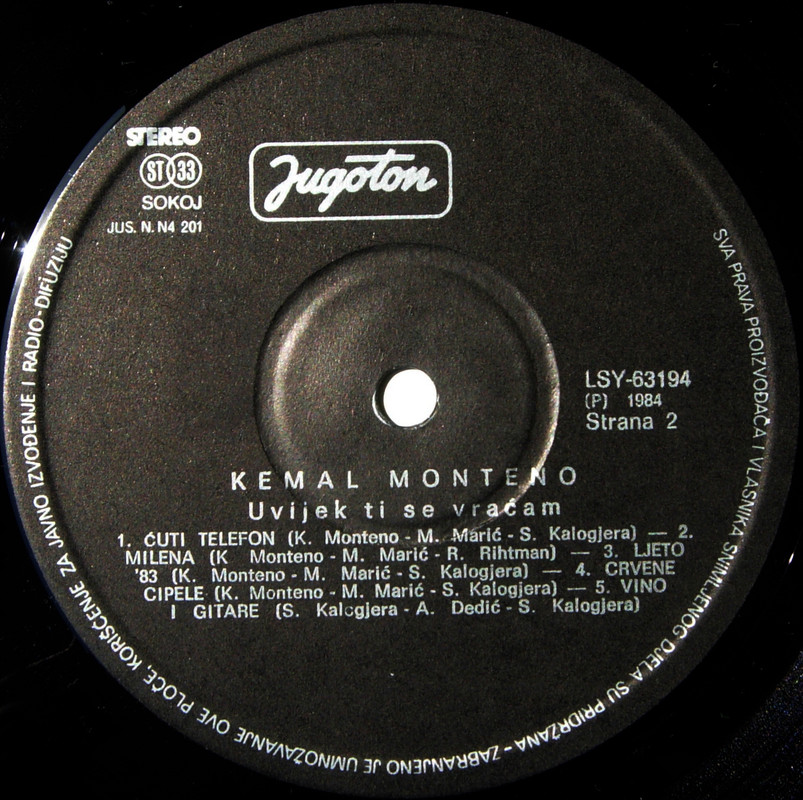 STEREO
ST 33
SOKOJ
JUS. N. N4 201
Jugoton
LSY-63194
(P) 1984
Strana 2
KEMAL MONTENO
Uvijek ti se vraćam
1. ĆUTI TELEFON (K. Monteno - M. Marić - S. Kalogjera) — 2.
MILENA (K Monteno - M. Marić - R. Rihtman) — 3. LJETO
'83 (K. Monteno - M. Marić - S. Kalogjera) — 4. CRVENE
CIPELE (K. Monteno - M. Marić - S. Kalogjera) — 5. VINO
I GITARE (S. Kalogjera - A. Dedić - S. Kalogjera)
SVA PRAVA PROIZVOĐAČA I VLASNIKA SNIMLJENOG DJELA SU PRIDRŽANA - ZABRANJENO JE UMNOŽAVANJE OVE PLOČE, KORIŠĆENJE ZA JAVNO IZVOĐENJE I RADIO-DIFUZIJU